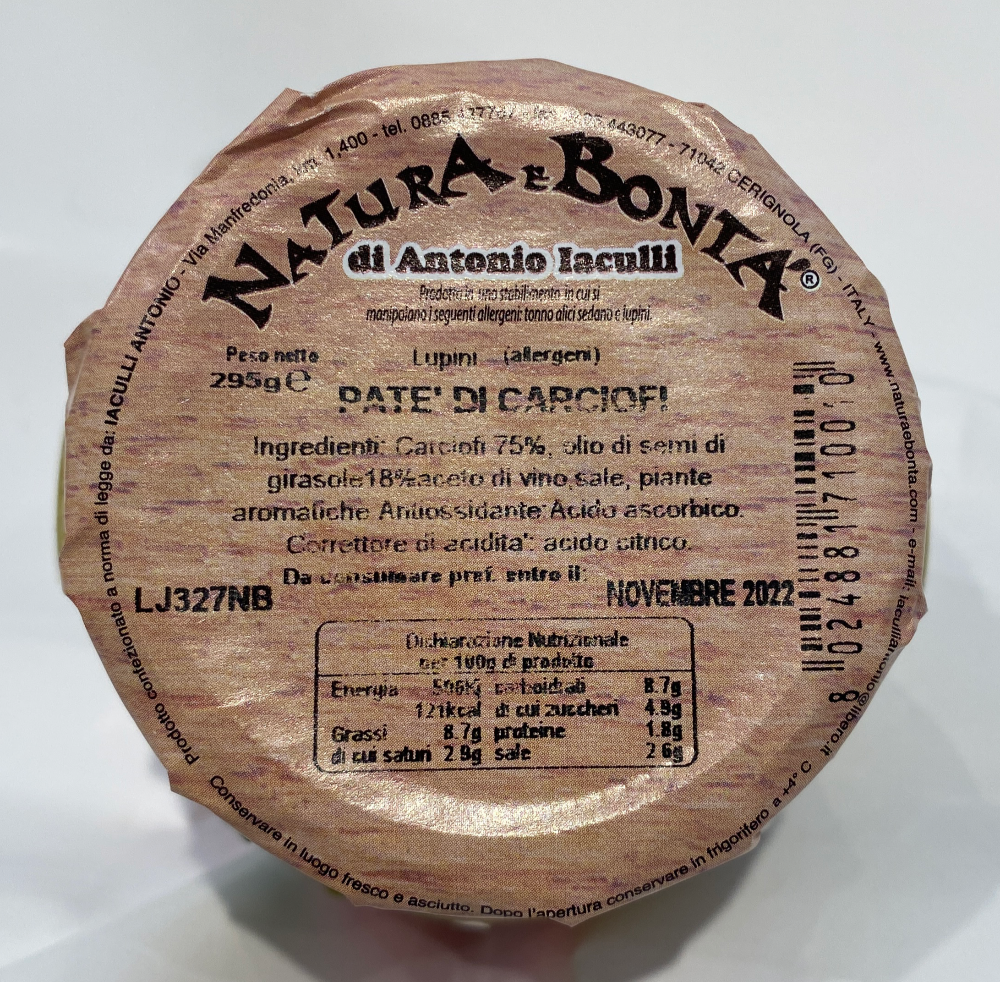 Prodotto confezionato a norma di legge da: IACULLI ANTONIO - Via Manfredonia, km. 1,400 - tel. 0885 443077 - 71042 CERIGNOLA (FG) - ITALY - www.naturaebonta.com - e-mail: iaculliantonio@libero.it
NATURA E BONTA'®
di Antonio Iaculli
Prodotto in uno stabilimento in cui si
manipolano i seguenti allergeni: tonno alici sedano e lupini.
Peso netto
295g ℮
Lupini (allergeni)
PATE' DI CARCIOFI
Ingredienti: Carciofi 75%, olio di semi di
girasole18%aceto di vino,sale, piante
aromatiche Antiossidante:Acido ascorbico.
Correttore di acidita': acido citrico.
Da consumare pref. entro il:
LJ327NB
NOVEMBRE 2022
Dichiarazione Nutrizionale
per 100g di prodotto
Energia 506Kj carboidrati 8.7g
121kcal di cui zuccheri 4.9g
Grassi 8.7g proteine 1.8g
di cui saturi 2.9g sale 2.6g
8 024881 710010
Conservare in luogo fresco e asciutto. Dopo l'apertura conservare in frigorifero a +4° C